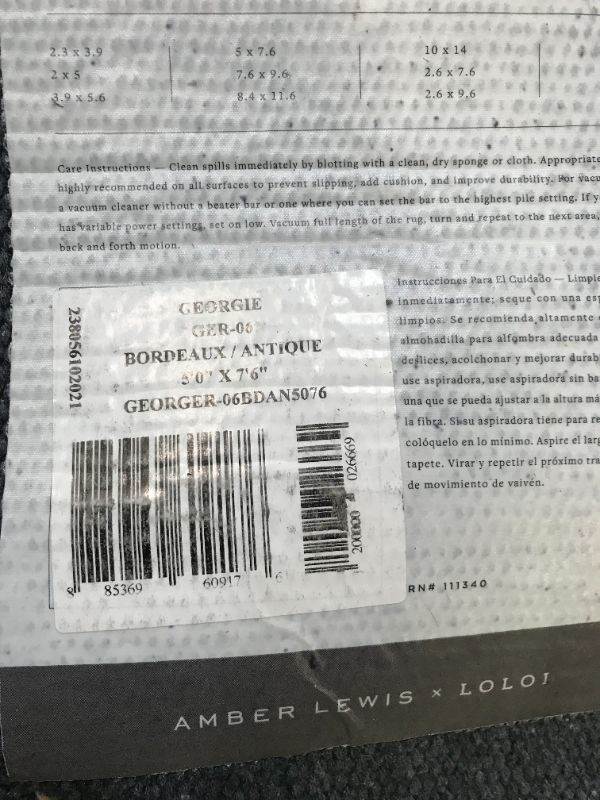 2.3 x 3.9 5 x 7.6 10 x 14
2 x 5 7.6 x 9.6 2.6 x 7.6
3.9 x 5.6 8.4 x 11.6 2.6 x 9.6
Care Instructions — Clean spills immediately by blotting with a clean, dry sponge or cloth. Appropriate
highly recommended on all surfaces to prevent slipping, add cushion, and improve durability. For vacu
a vacuum cleaner without a beater bar or one where you can set the bar to the highest pile setting. If y
has variable power settings, set on low. Vacuum full length of the rug, turn and repeat to the next area,
back and forth motion.
Instrucciones Para El Cuidado — Limpie
inmediatamente; seque con una esp
limpios. Se recomienda altamente
almohadilla para alfombra adecuada
deslices, acolchonar y mejorar durab
use aspiradora, use aspiradora sin ba
una que se pueda ajustar a la altura má
la fibra. Si su aspiradora tiene para re
colóquelo en lo mínimo. Aspire el larg
tapete. Virar y repetir el próximo tra
de movimiento de vaivén.
238056102021
GEORGIE
GER-06
BORDEAUX / ANTIQUE
5'0" X 7'6"
GEORGER-06BDAN5076
8 85369 60917 6
200000 026669
RN# 111340
AMBER LEWIS x LOLOI